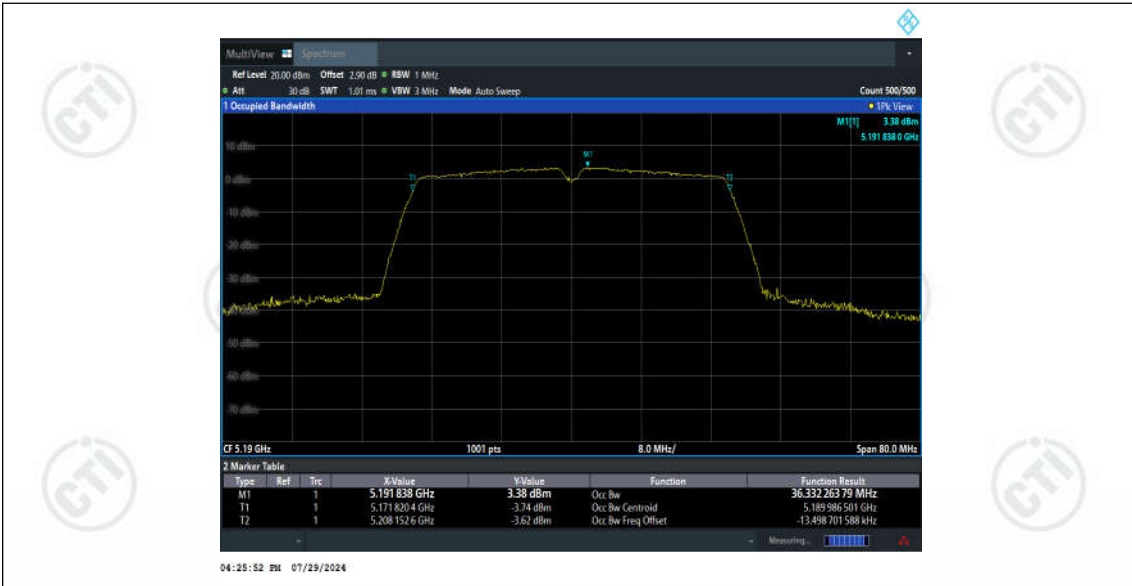 MultiView Spectrum
Ref Level 20.00 dBm Offset 2.90 dB RBW 1 MHz
Att 30 dB SWT 1.01 ms VBW 3 MHz Mode Auto Sweep Count 500/500
1 Occupied Bandwidth 1Pk View
M1[1] 3.38 dBm
5.191 838 0 GHz
10 dBm
M1
0 dBm T1 T2
-10 dBm
-20 dBm
-30 dBm
-40 dBm
-50 dBm
-60 dBm
-70 dBm
CF 5.19 GHz 1001 pts 8.0 MHz/ Span 80.0 MHz
2 Marker Table
Type Ref Trc X-Value Y-Value Function Function Result
M1 1 5.191 838 GHz 3.38 dBm Occ Bw 36.332 263 79 MHz
T1 1 5.171 820 4 GHz -3.74 dBm Occ Bw Centroid 5.189 986 501 GHz
T2 1 5.208 152 6 GHz -3.62 dBm Occ Bw Freq Offset -13.498 701 588 kHz
Measuring...
04:25:52 PM 07/29/2024
CTI
CTI
CTI
CTI